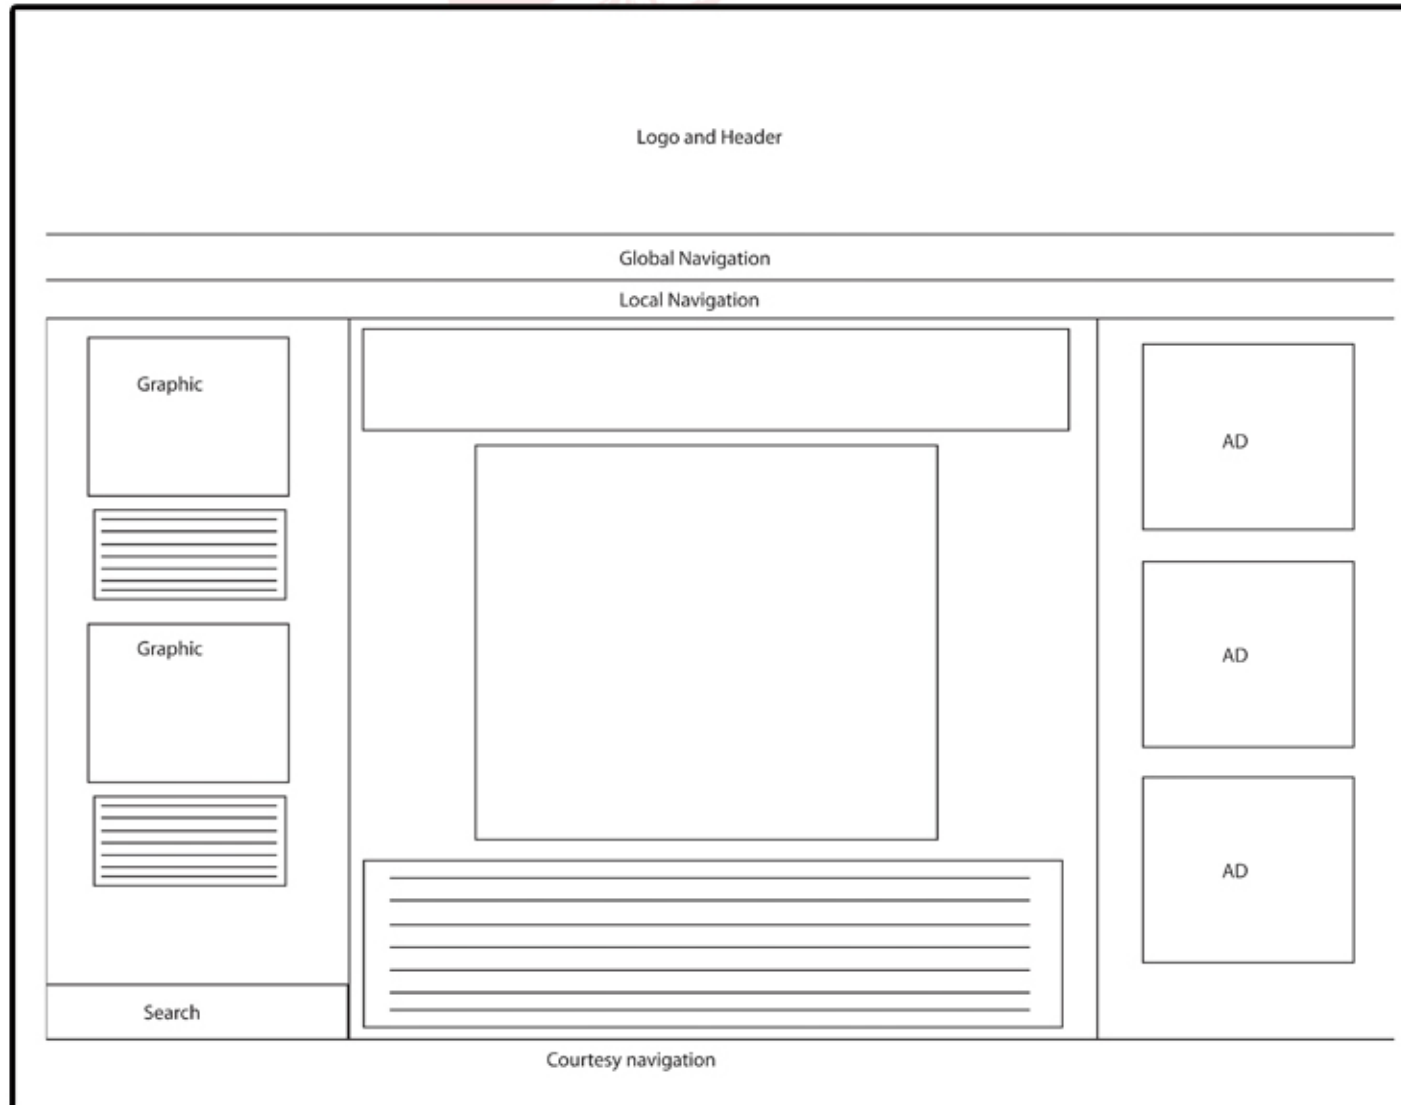 Logo and Header
Global Navigation
Local Navigation
Graphic
Graphic
Search
AD
AD
AD
Courtesy navigation